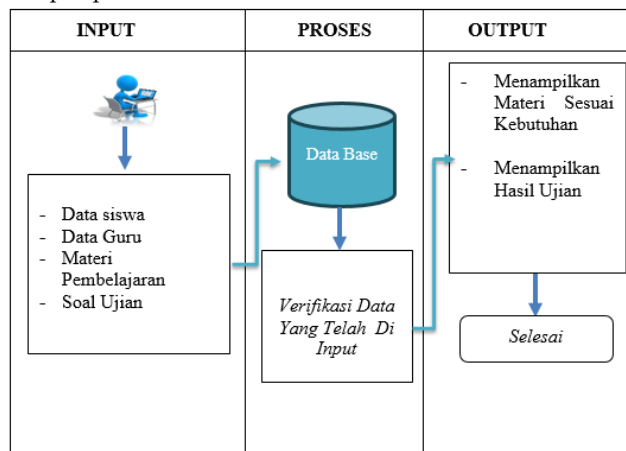 INPUT
PROSES
OUTPUT
- Data siswa
- Data Guru
- Materi
Pembelajaran
- Soal Ujian
Data Base
Verifikasi Data
Yang Telah Di
Input
- Menampilkan
Materi Sesuai
Kebutuhan
- Menampilkan
Hasil Ujian
Selesai